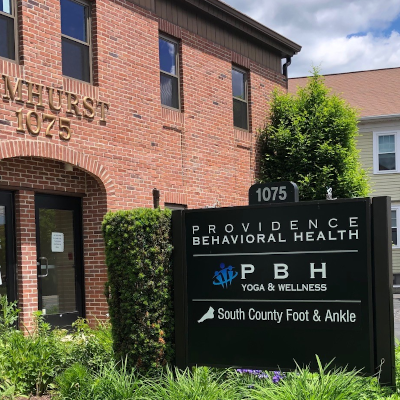 MHURST
1075
1075
PROVIDENCE
BEHAVIORAL HEALTH
PBH
YOGA & WELLNESS
South County Foot & Ankle